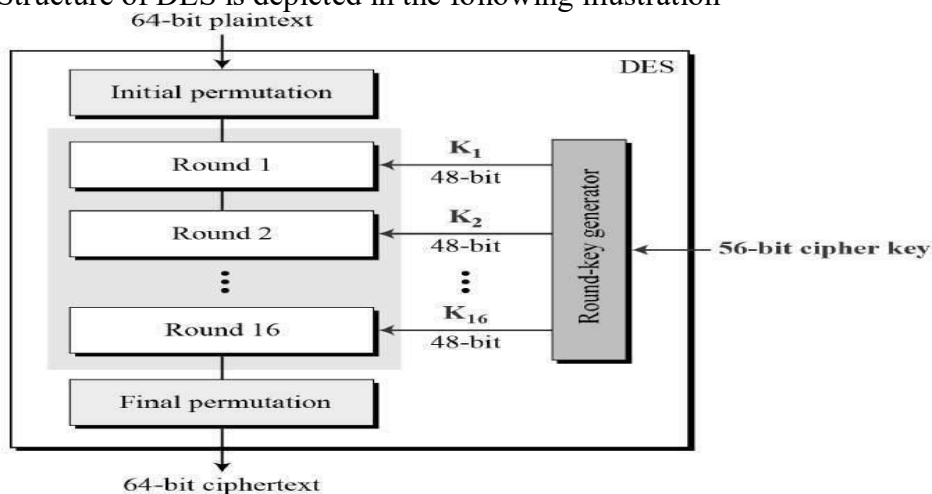 Structure of DES is depicted in the following illustration
64-bit plaintext
DES
Initial permutation
Round 1
K1
48-bit
Round 2
K2
48-bit
Round-key generator
56-bit cipher key
Round 16
K16
48-bit
Final permutation
64-bit ciphertext